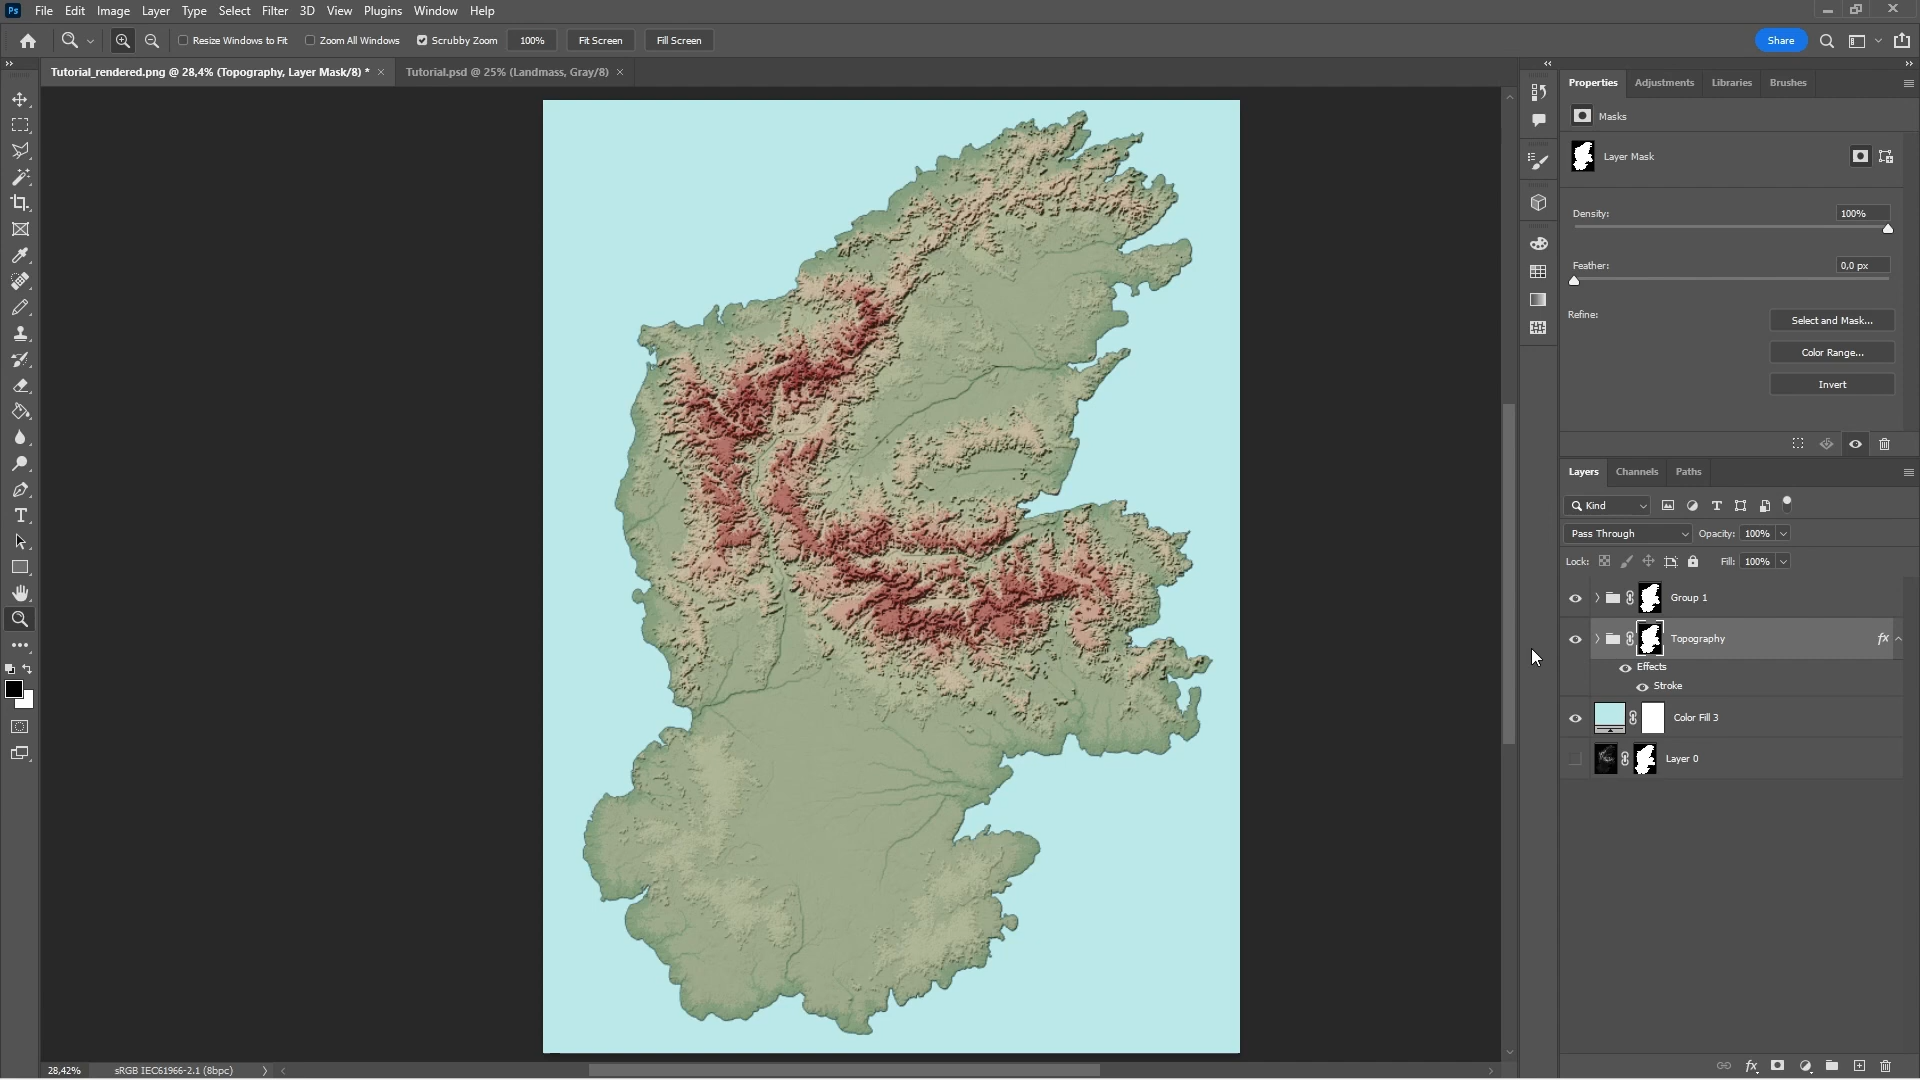 Ps File Edit Image Layer Type Select Filter 3D View Plugins Window Help
Resize Windows to Fit Zoom All Windows Scrubby Zoom 100% Fit Screen Fill Screen Share
Tutorial_rendered.png @ 28,4% (Topography, Layer Mask/8) * × Tutorial.psd @ 25% (Landmass, Gray/8) ×
Properties Adjustments Libraries Brushes
Masks
Layer Mask
Density: 100%
Feather: 0,0 px
Refine: Select and Mask...
Color Range...
Invert
Layers Channels Paths
Kind
Pass Through Opacity: 100%
Lock: Fill: 100%
Group 1
Topography fx
Effects
Stroke
Color Fill 3
Layer 0
28,42% sRGB IEC61966-2.1 (8bpc)
fx